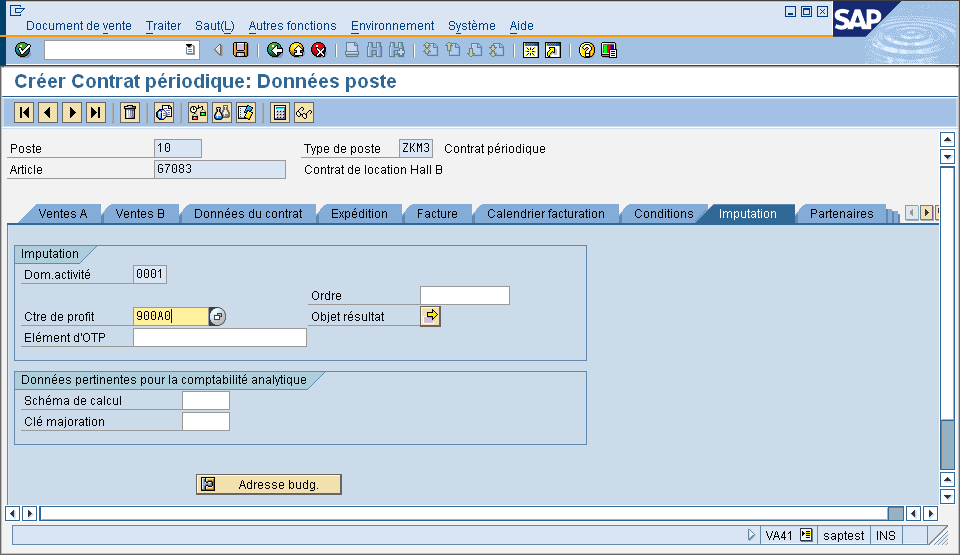 Document de vente Traiter Saut(L) Autres fonctions Environnement Système Aide
SAP
Créer Contrat périodique: Données poste
Poste 10 Type de poste ZKM3 Contrat périodique
Article G7083 Contrat de location Hall B
Ventes A Ventes B Données du contrat Expédition Facture Calendrier facturation Conditions Imputation Partenaires
Imputation
Dom.activité 0001
Ordre
Ctre de profit 900A0 Objet résultat
Elément d'OTP
Données pertinentes pour la comptabilité analytique
Schéma de calcul
Clé majoration
Adresse budg.
VA41 saptest INS